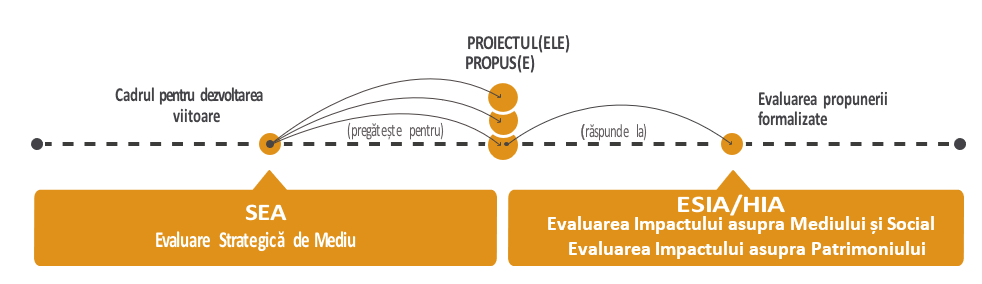 PROIECTUL(ELE)
PROPUS(E)
Cadrul pentru dezvoltarea
viitoare
Evaluarea propunerii
formalizate
(pregătește pentru)
(răspunde la)
SEA
Evaluare Strategică de Mediu
ESIA/HIA
Evaluarea Impactului asupra Mediului și Social
Evaluarea Impactului asupra Patrimoniului